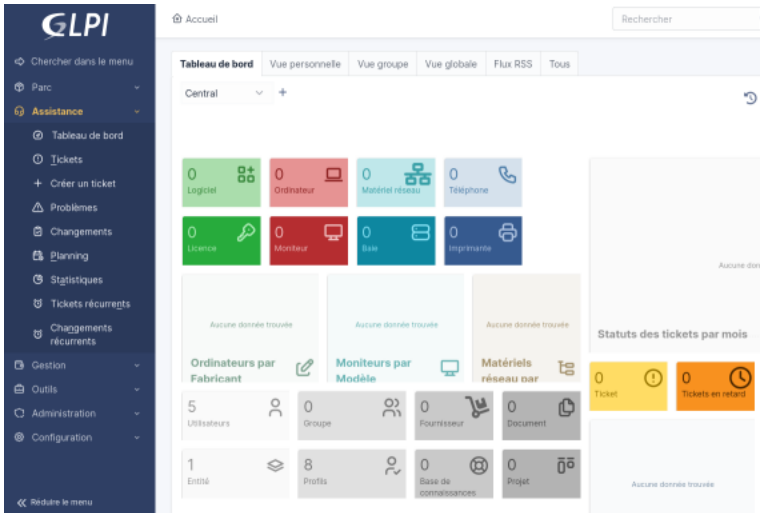 GLPI
Accueil
Rechercher
Chercher dans le menu
Parc
Assistance
Tableau de bord
Tickets
Créer un ticket
Problèmes
Changements
Planning
Statistiques
Tickets récurrents
Changements
récurrents
Gestion
Outils
Administration
Configuration
Réduire le menu
Tableau de bord Vue personnelle Vue groupe Vue globale Flux RSS Tous
Central
0
Logiciel
0
Ordinateur
0
Matériel réseau
0
Téléphone
0
Licence
0
Moniteur
0
Baie
0
Imprimante
Aucune donnée trouvée
Ordinateurs par
Fabricant
Aucune donnée trouvée
Moniteurs par
Modèle
Aucune donnée trouvée
Matériels
réseau par
5
Utilisateurs
0
Groupe
0
Fournisseur
0
Document
1
Entité
8
Profils
0
Base de
connaissances
0
Projet
Aucune don
Statuts des tickets par mois
0
Ticket
0
Tickets en retard
Aucune donnée trouvée